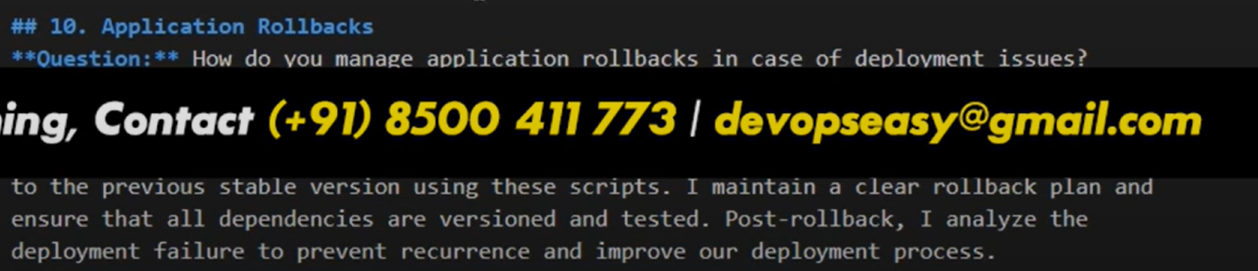 ## 10. Application Rollbacks
**Question:** How do you manage application rollbacks in case of deployment issues?
ing, Contact (+91) 8500 411 773 | devopseasy@gmail.com
to the previous stable version using these scripts. I maintain a clear rollback plan and
ensure that all dependencies are versioned and tested. Post-rollback, I analyze the
deployment failure to prevent recurrence and improve our deployment process.